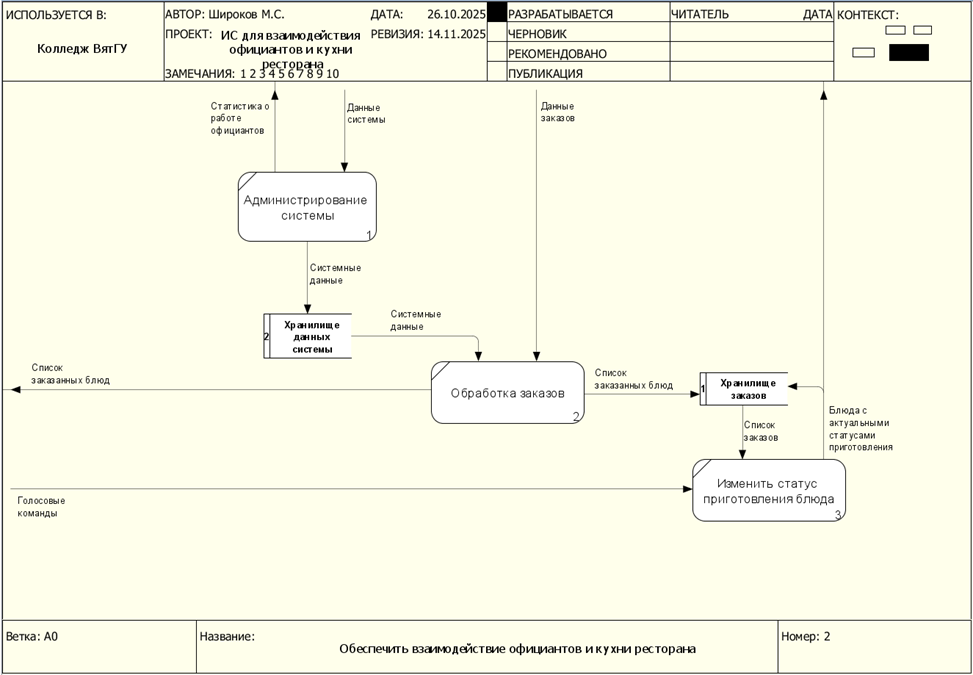 ИСПОЛЬЗУЕТСЯ В:
Колледж ВятГУ
АВТОР: Широков М.С.
ДАТА: 26.10.2025
ПРОЕКТ: ИС для взаимодействия
официантов и кухни
ресторана
РЕВИЗИЯ: 14.11.2025
ЗАМЕЧАНИЯ: 1 2 3 4 5 6 7 8 9 10
РАЗРАБАТЫВАЕТСЯ
ЧЕРНОВИК
РЕКОМЕНДОВАНО
ПУБЛИКАЦИЯ
ЧИТАТЕЛЬ
ДАТА
КОНТЕКСТ:
Статистика о
работе
официантов
Данные
системы
Данные
заказов
Администрирование
системы
1
Системные
данные
2
Хранилище
данных
системы
Системные
данные
Список
заказанных блюд
Обработка заказов
2
Список
заказанных блюд
1
Хранилище
заказов
Список
заказов
Блюда с
актуальными
статусами
приготовления
Голосовые
команды
Изменить статус
приготовления блюда
3
Ветка: A0
Название:
Обеспечить взаимодействие официантов и кухни ресторана
Номер: 2